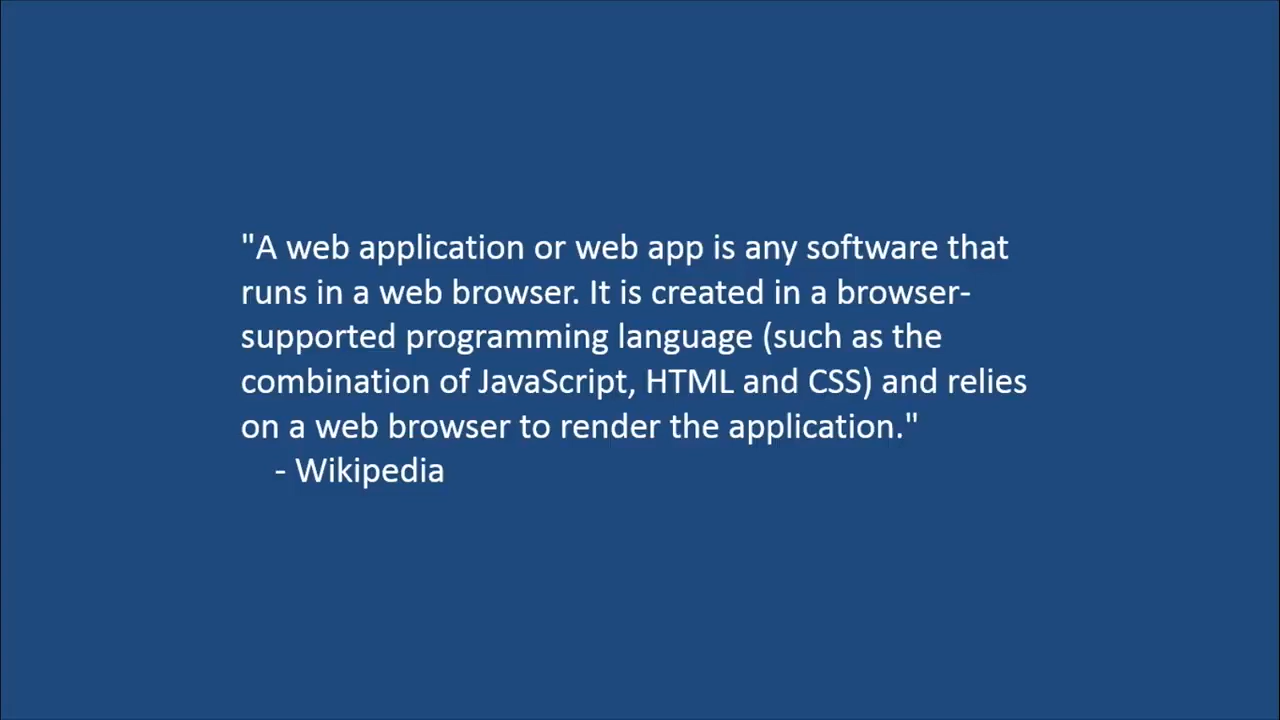 "A web application or web app is any software that
runs in a web browser. It is created in a browser-
supported programming language (such as the
combination of JavaScript, HTML and CSS) and relies
on a web browser to render the application."
- Wikipedia